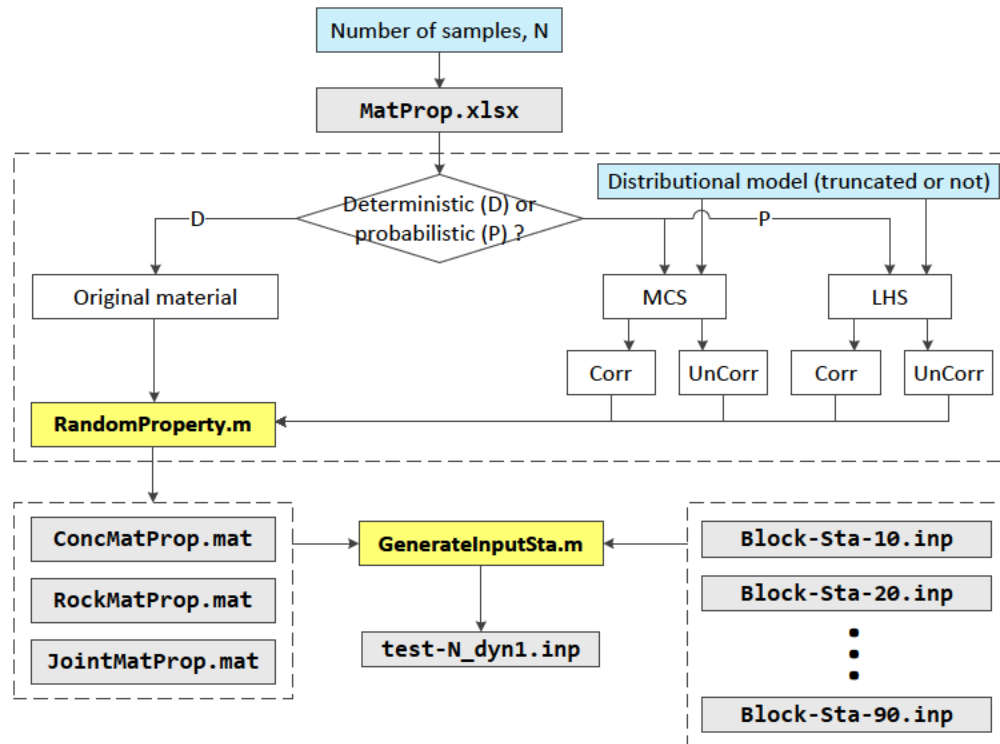 Number of samples, N
MatProp.xlsx
Distributional model (truncated or not)
Deterministic (D) or
probabilistic (P) ?
D
P
Original material
MCS
LHS
Corr
UnCorr
Corr
UnCorr
RandomProperty.m
ConcMatProp.mat
RockMatProp.mat
JointMatProp.mat
GenerateInputSta.m
test-N_dyn1.inp
Block-Sta-10.inp
Block-Sta-20.inp
Block-Sta-90.inp